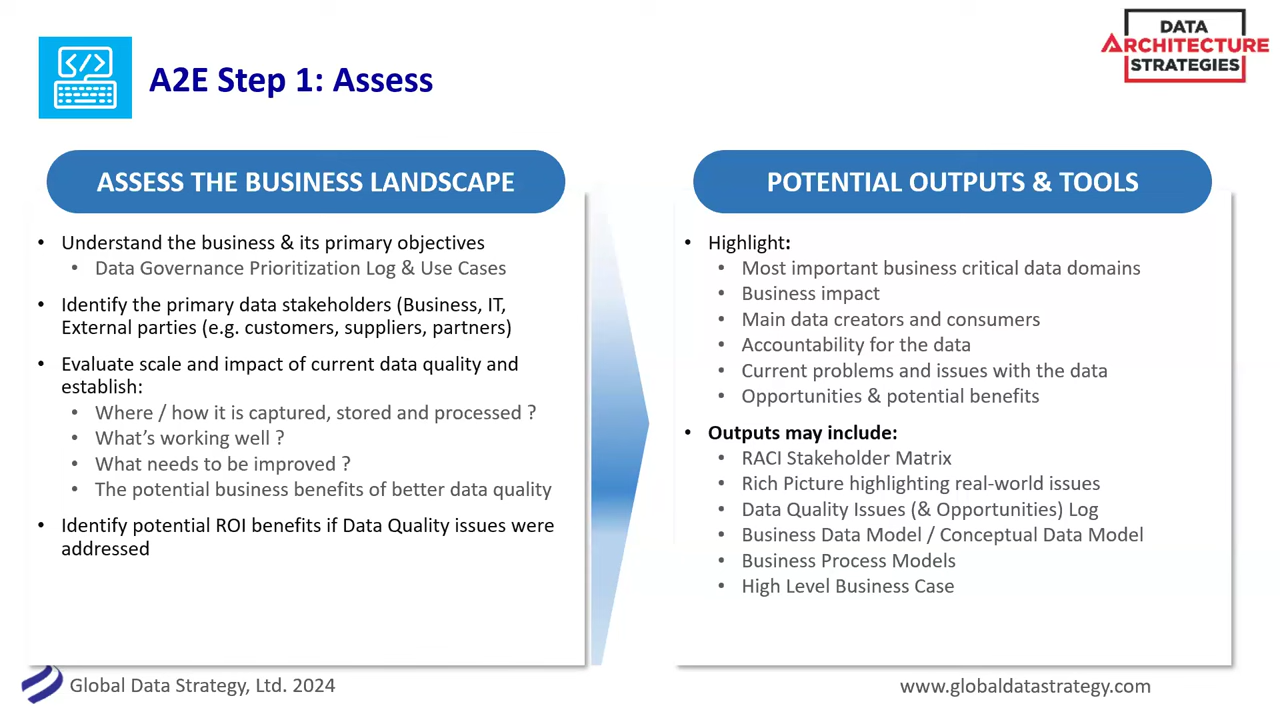 DATA
ARCHITECTURE
STRATEGIES
</>
A2E Step 1: Assess
ASSESS THE BUSINESS LANDSCAPE
• Understand the business & its primary objectives
• Data Governance Prioritization Log & Use Cases
• Identify the primary data stakeholders (Business, IT,
External parties (e.g. customers, suppliers, partners)
• Evaluate scale and impact of current data quality and
establish:
• Where / how it is captured, stored and processed ?
• What’s working well ?
• What needs to be improved ?
• The potential business benefits of better data quality
• Identify potential ROI benefits if Data Quality issues were
addressed
POTENTIAL OUTPUTS & TOOLS
• Highlight:
• Most important business critical data domains
• Business impact
• Main data creators and consumers
• Accountability for the data
• Current problems and issues with the data
• Opportunities & potential benefits
• Outputs may include:
• RACI Stakeholder Matrix
• Rich Picture highlighting real-world issues
• Data Quality Issues (& Opportunities) Log
• Business Data Model / Conceptual Data Model
• Business Process Models
• High Level Business Case
Global Data Strategy, Ltd. 2024
www.globaldatastrategy.com